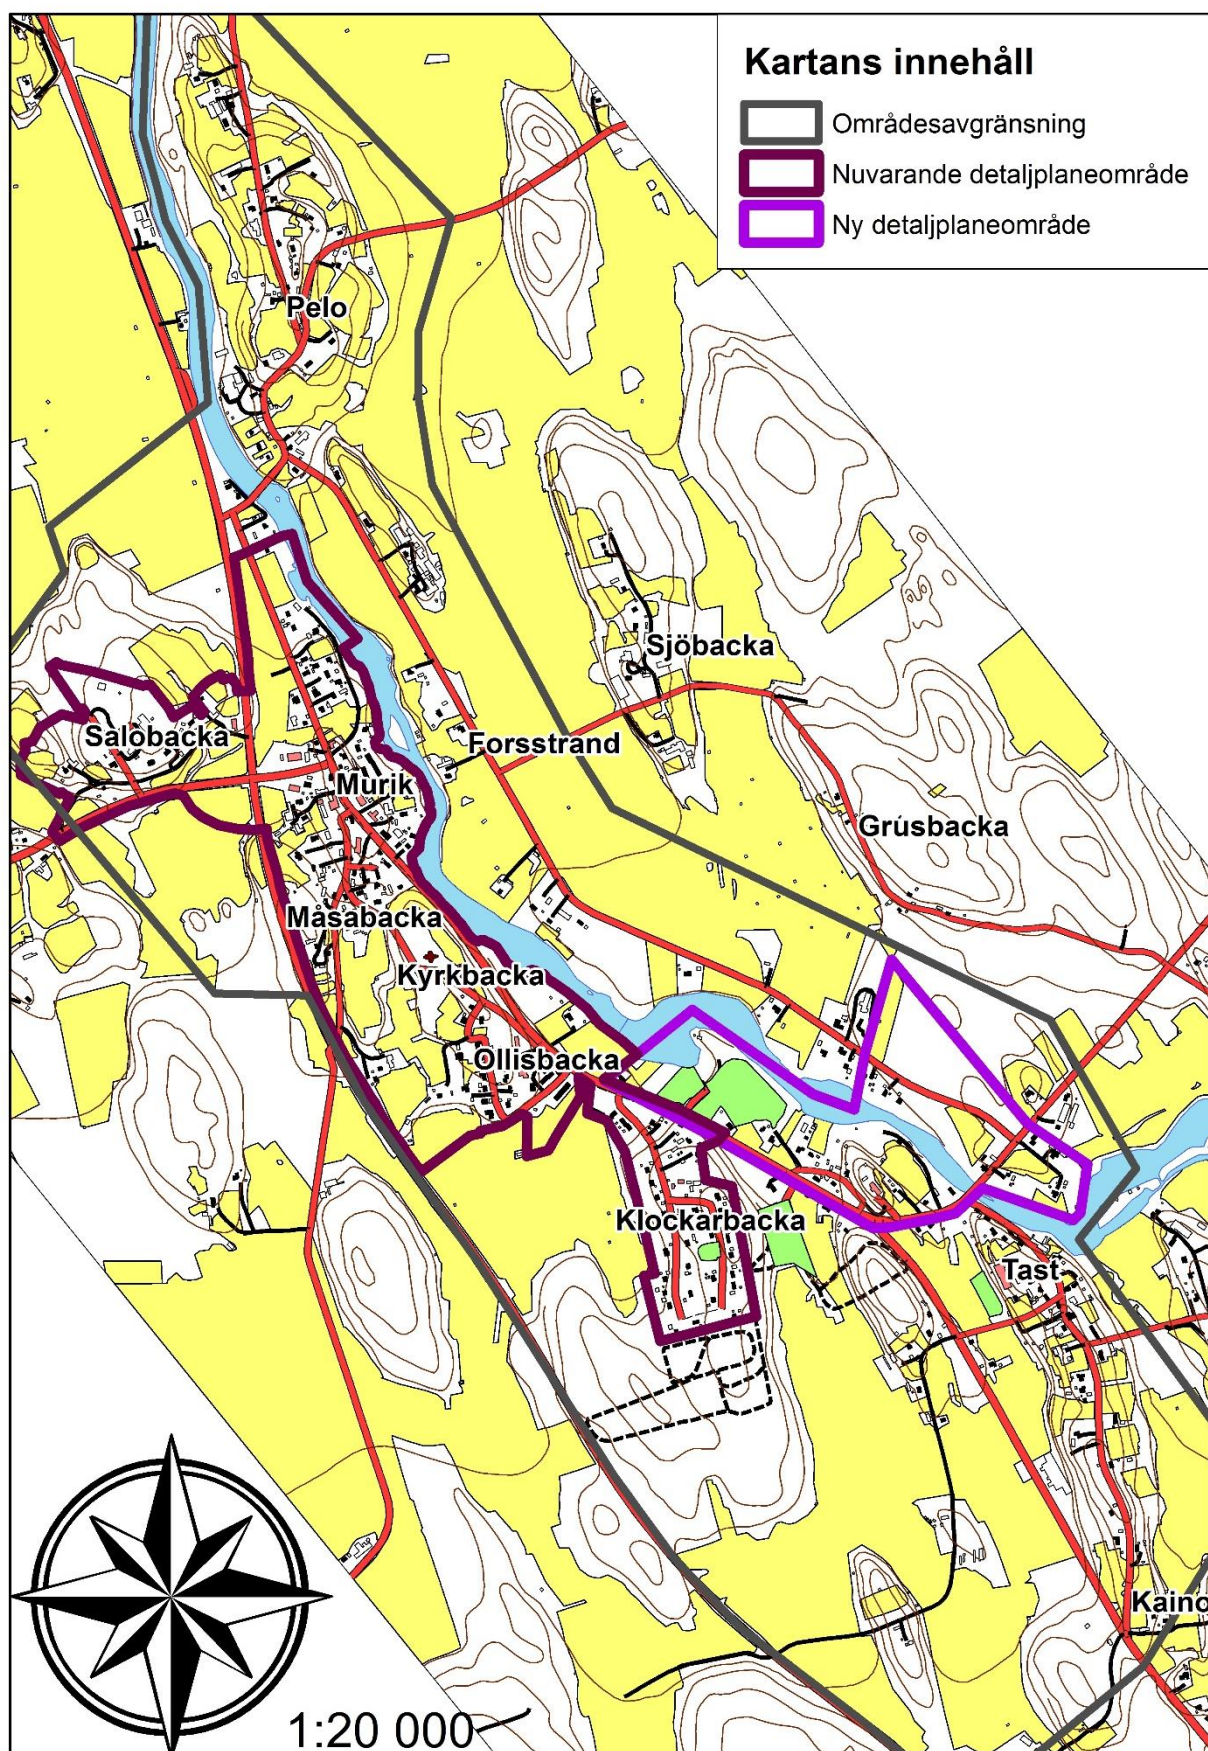 Kartans innehåll
Områdesavgränsning
Nuvarande detaljplaneområde
Ny detaljplaneområde
Pelo
Sjöbacka
Salobacka
Forsstrand
Murik
Grusbacka
Måsabacka
Kyrkbacka
Ollisbacka
Klockarbacka
Tast
Kaino
1:20 000